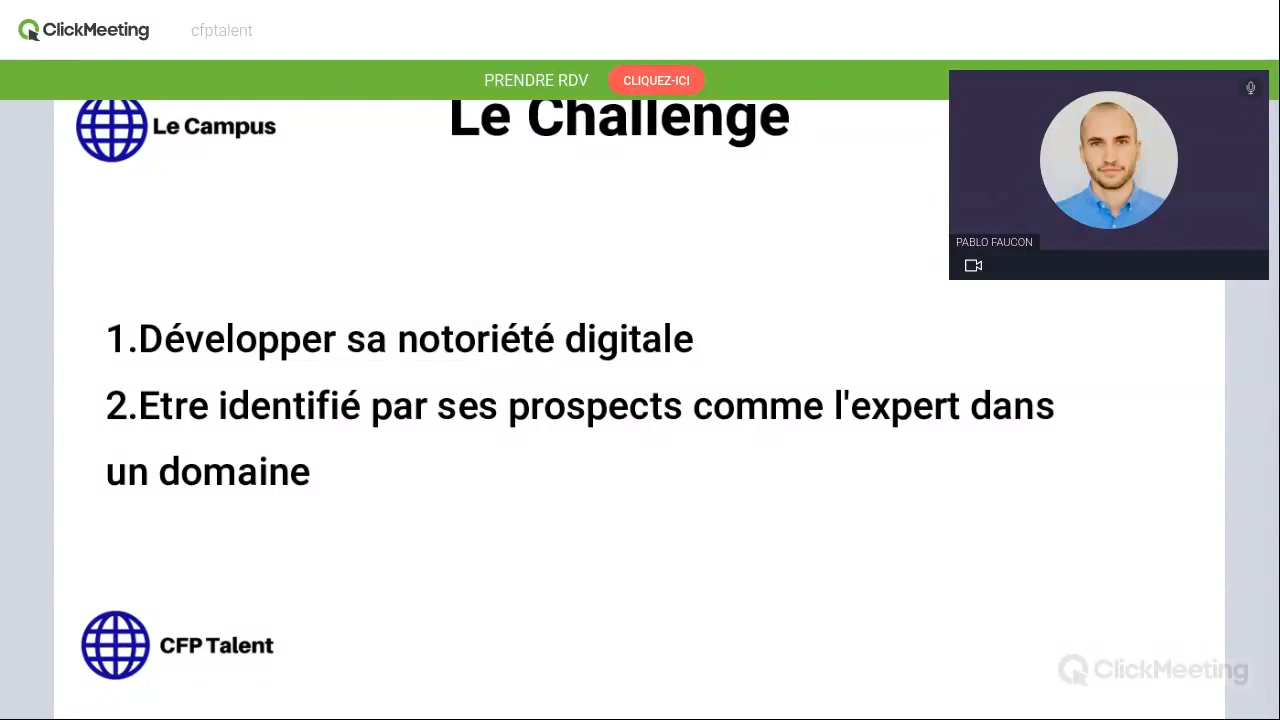 ClickMeeting
cfptalent
PRENDRE RDV
CLIQUEZ-ICI
Le Campus
Le Challenge
PABLO FAUCON
1.Développer sa notoriété digitale
2.Etre identifié par ses prospects comme l'expert dans
un domaine
CFP Talent
ClickMeeting